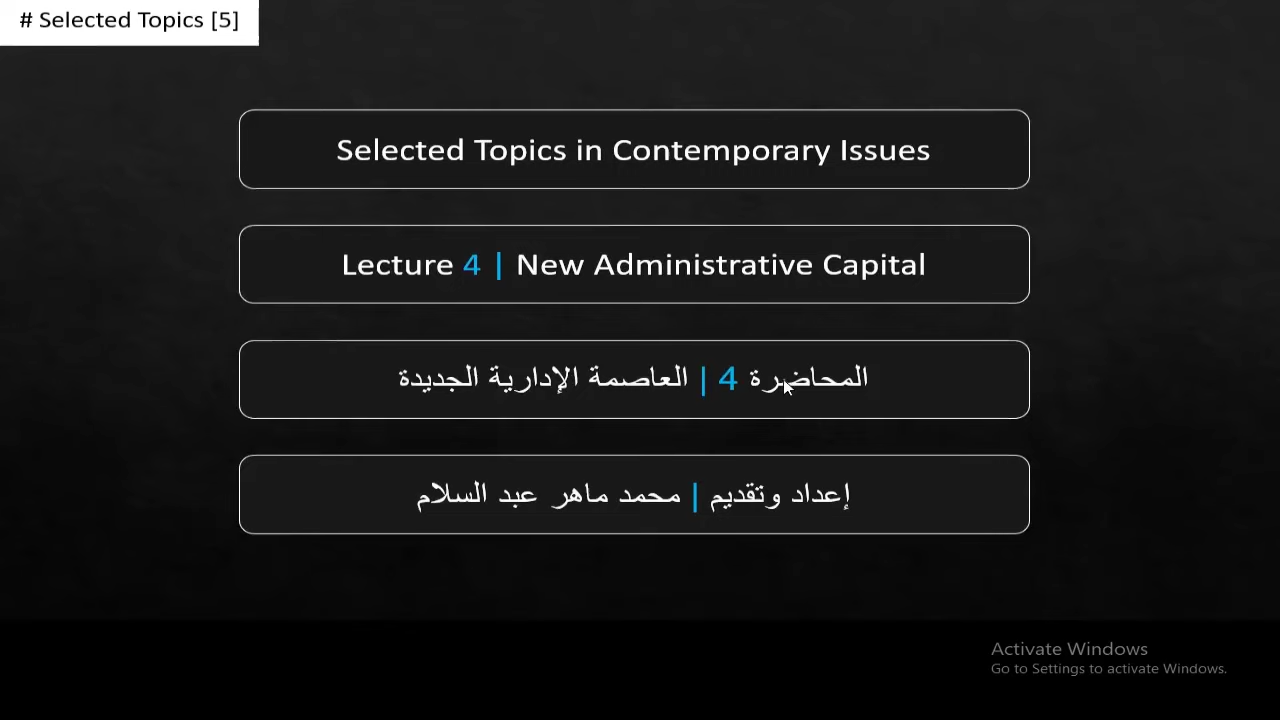 # Selected Topics [5]
Selected Topics in Contemporary Issues
Lecture 4 | New Administrative Capital
المحاضرة 4 | العاصمة الإدارية الجديدة
إعداد وتقديم | محمد ماهر عبد السلام
Activate Windows
Go to Settings to activate Windows.